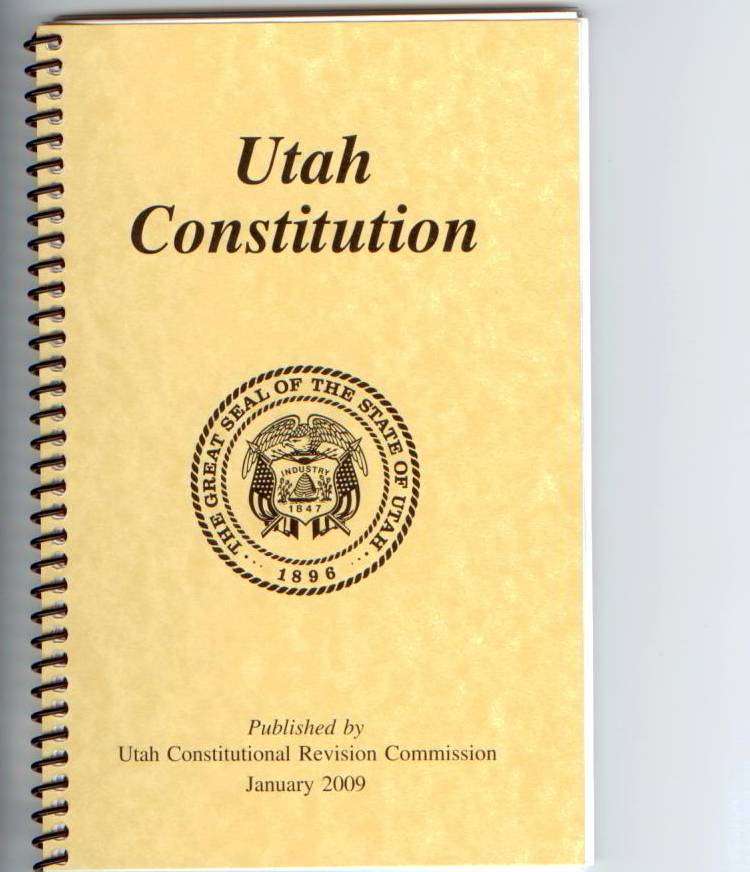 Utah
Constitution
THE GREAT SEAL OF THE STATE OF UTAH
INDUSTRY
1847
1896
Published by
Utah Constitutional Revision Commission
January 2009